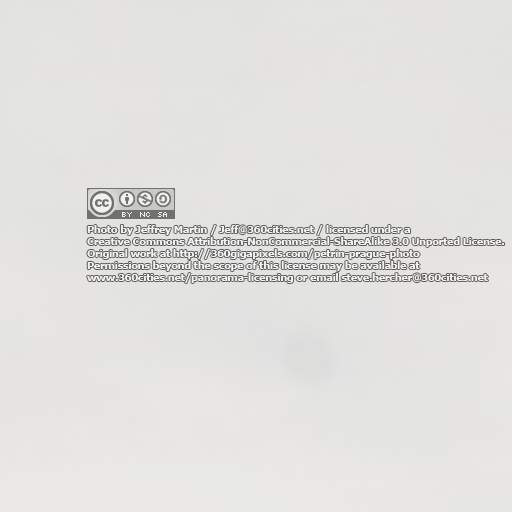 cc BY NC SA
Photo by Jeffrey Martin / Jeff@360cities.net / licensed under a
Creative Commons Attribution-NonCommercial-ShareAlike 3.0 Unported License.
Original work at http://360gigapixels.com/petrin-prague-photo
Permissions beyond the scope of this license may be available at
www.360cities.net/panorama-licensing or email steve.hercher@360cities.net